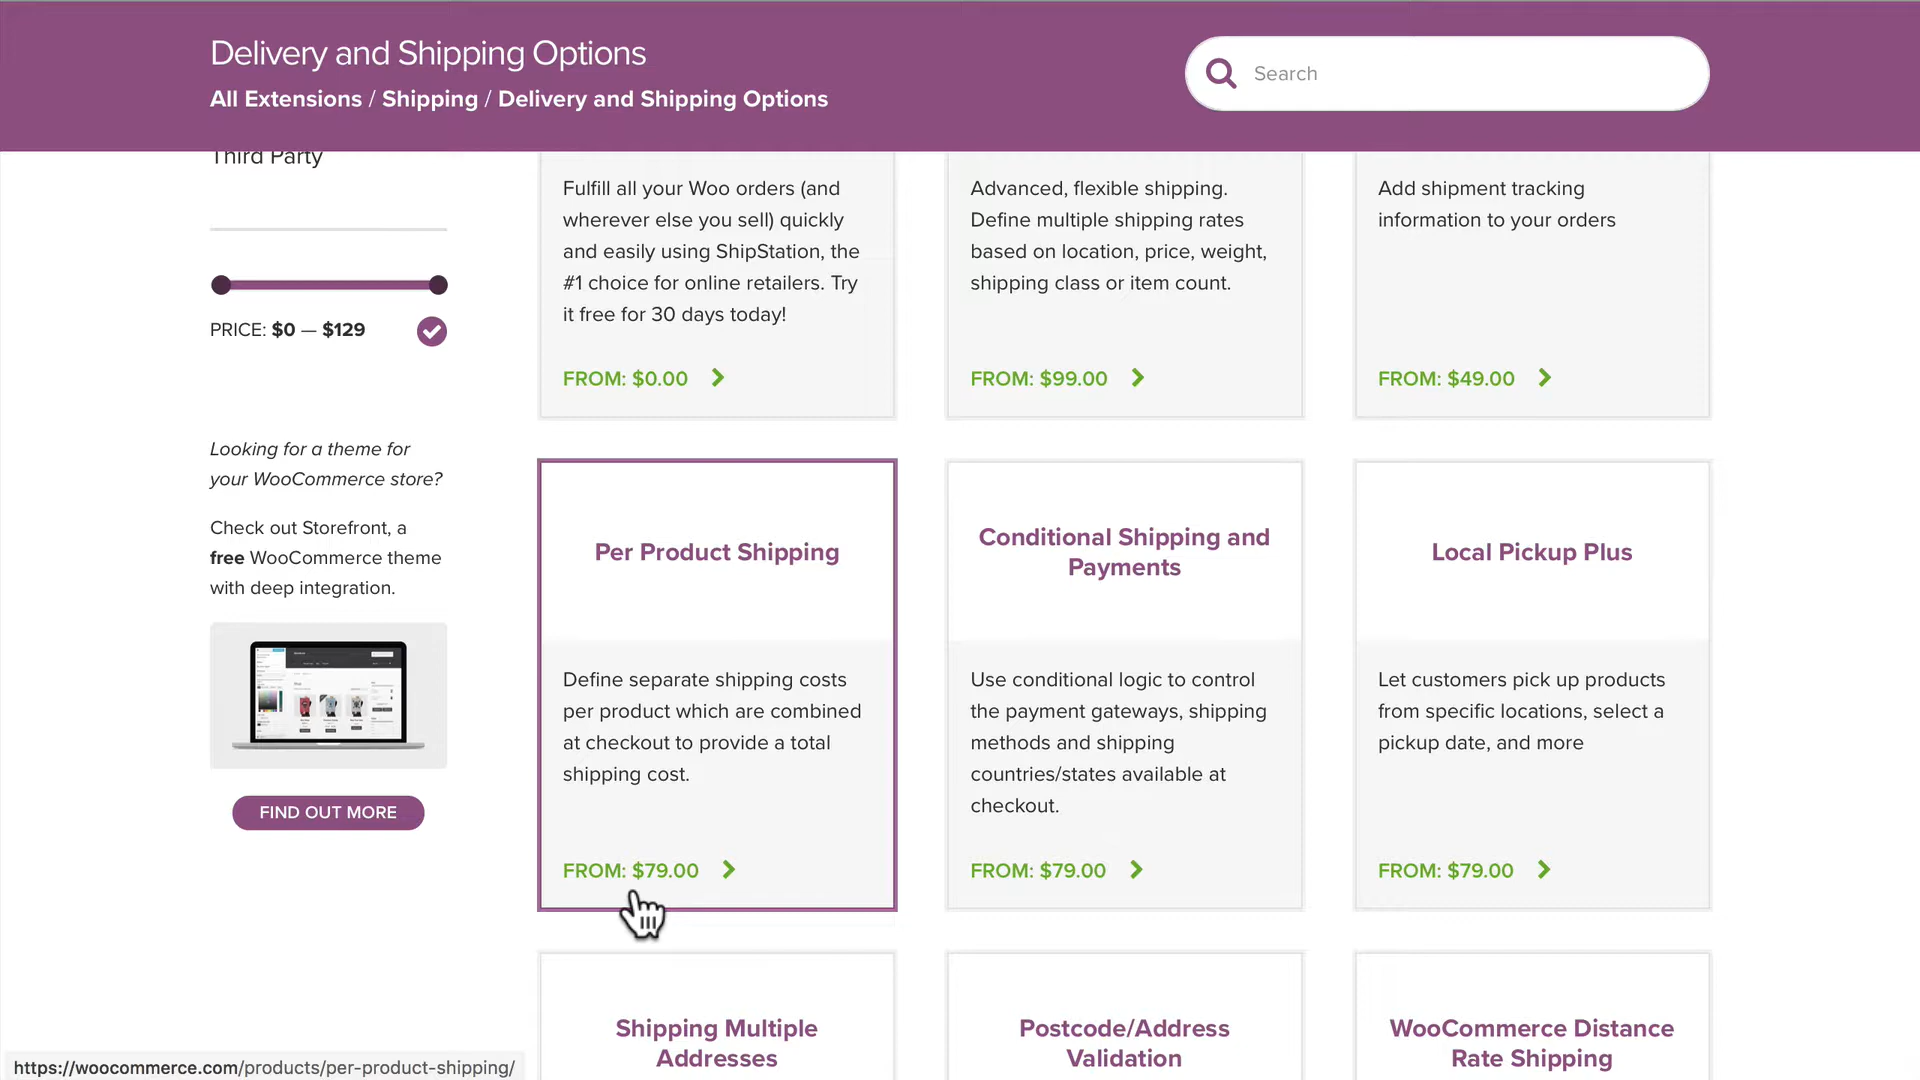 Delivery and Shipping Options
All Extensions / Shipping / Delivery and Shipping Options
Search
Third Party
PRICE: $0 — $129
Looking for a theme for
your WooCommerce store?
Check out Storefront, a
free WooCommerce theme
with deep integration.
FIND OUT MORE
Fulfill all your Woo orders (and
wherever else you sell) quickly
and easily using ShipStation, the
#1 choice for online retailers. Try
it free for 30 days today!
FROM: $0.00
Advanced, flexible shipping.
Define multiple shipping rates
based on location, price, weight,
shipping class or item count.
FROM: $99.00
Add shipment tracking
information to your orders
FROM: $49.00
Per Product Shipping
Define separate shipping costs
per product which are combined
at checkout to provide a total
shipping cost.
FROM: $79.00
Conditional Shipping and
Payments
Use conditional logic to control
the payment gateways, shipping
methods and shipping
countries/states available at
checkout.
FROM: $79.00
Local Pickup Plus
Let customers pick up products
from specific locations, select a
pickup date, and more
FROM: $79.00
Shipping Multiple
Addresses
Postcode/Address
Validation
WooCommerce Distance
Rate Shipping
https://woocommerce.com/products/per-product-shipping/